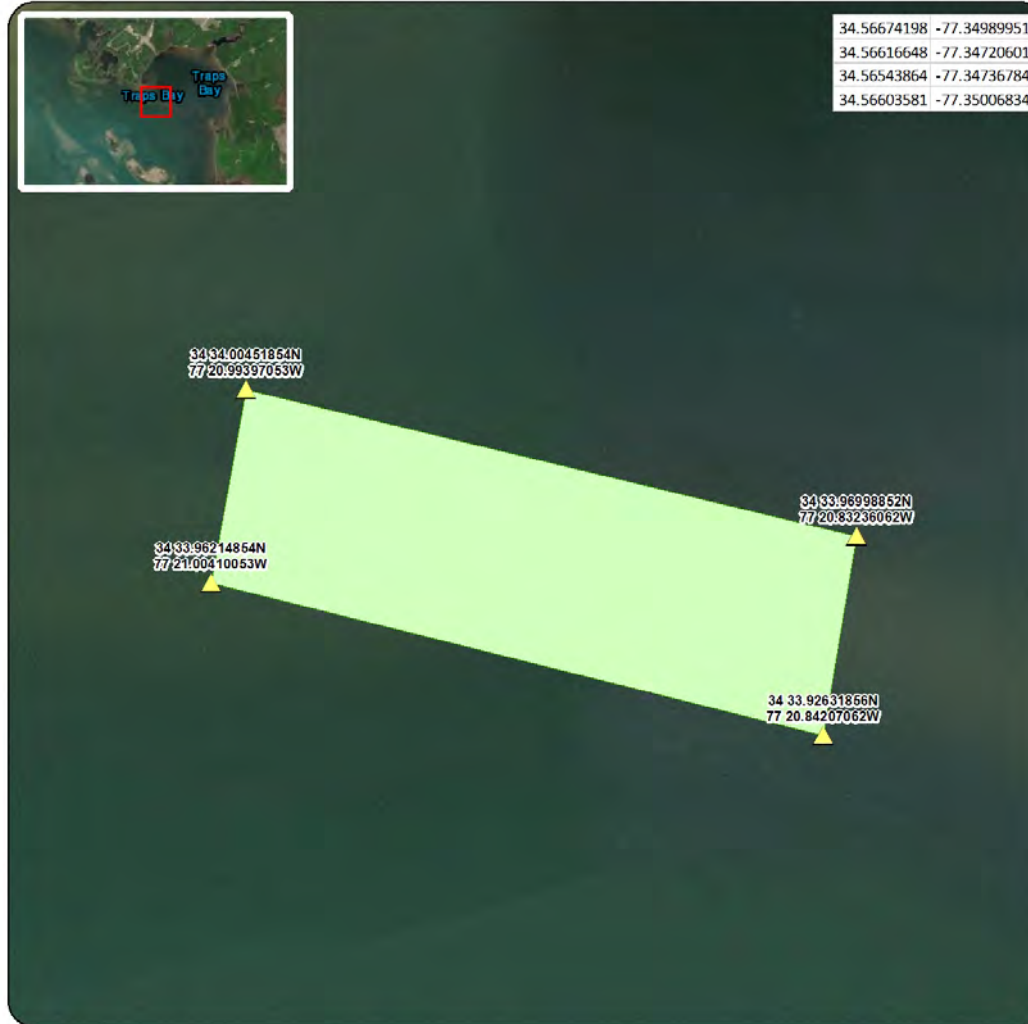 Traps
Bay
Traps Bay
34.56674198 -77.34989951
34.56616648 -77.34720601
34.56543864 -77.34736784
34.56603581 -77.35006834
34 34.00451854N
77 20.99397053W
34 33.96998852N
77 20.83236062W
34 33.96214854N
77 21.00410053W
34 33.92631856N
77 20.84207062W